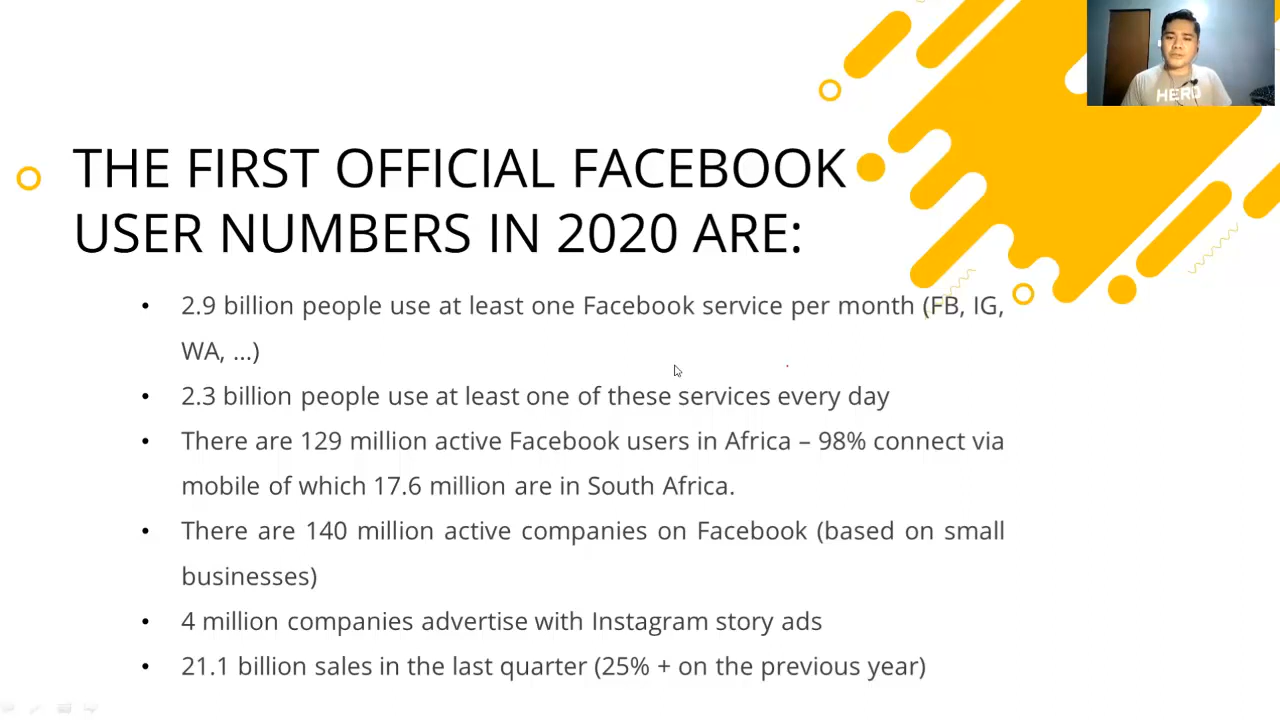 HERO
THE FIRST OFFICIAL FACEBOOK
USER NUMBERS IN 2020 ARE:
• 2.9 billion people use at least one Facebook service per month (FB, IG,
WA, ...)
• 2.3 billion people use at least one of these services every day
• There are 129 million active Facebook users in Africa – 98% connect via
mobile of which 17.6 million are in South Africa.
• There are 140 million active companies on Facebook (based on small
businesses)
• 4 million companies advertise with Instagram story ads
• 21.1 billion sales in the last quarter (25% + on the previous year)